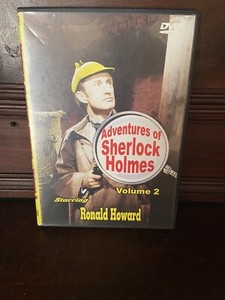 DVD
Adventures of
Sherlock
Holmes
Volume 2
Starring
Ronald Howard